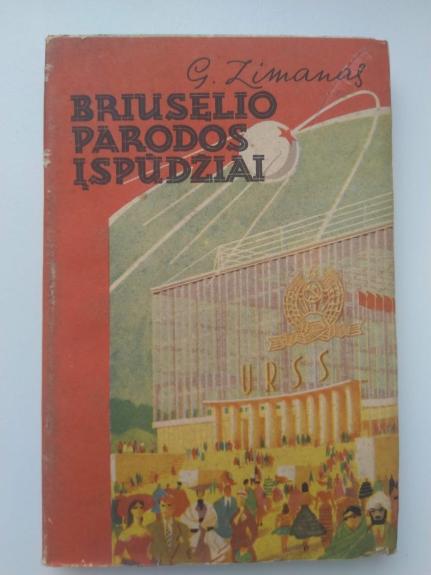 G. Zimanas
BRIUSELIO
PARODOS
ĮSPŪDŽIAI
URSS